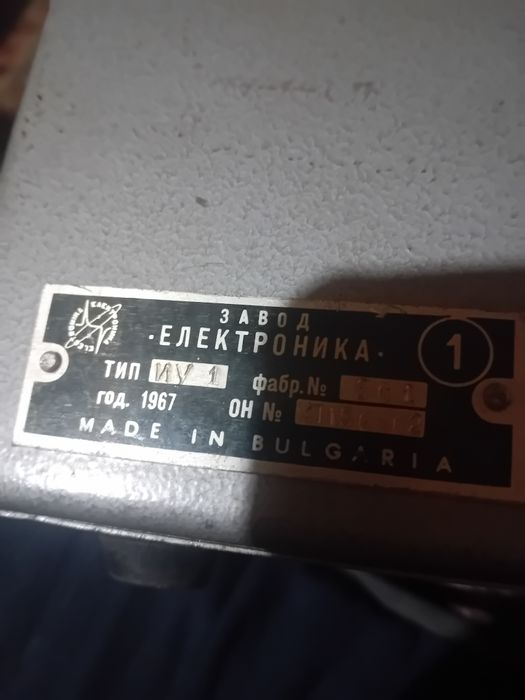 ЗАВОД
·ЕЛЕКТРОНИКА·
1
ТИП ИУ 1 фабр.№
год. 1967 ОН №
MADE IN BULGARIA